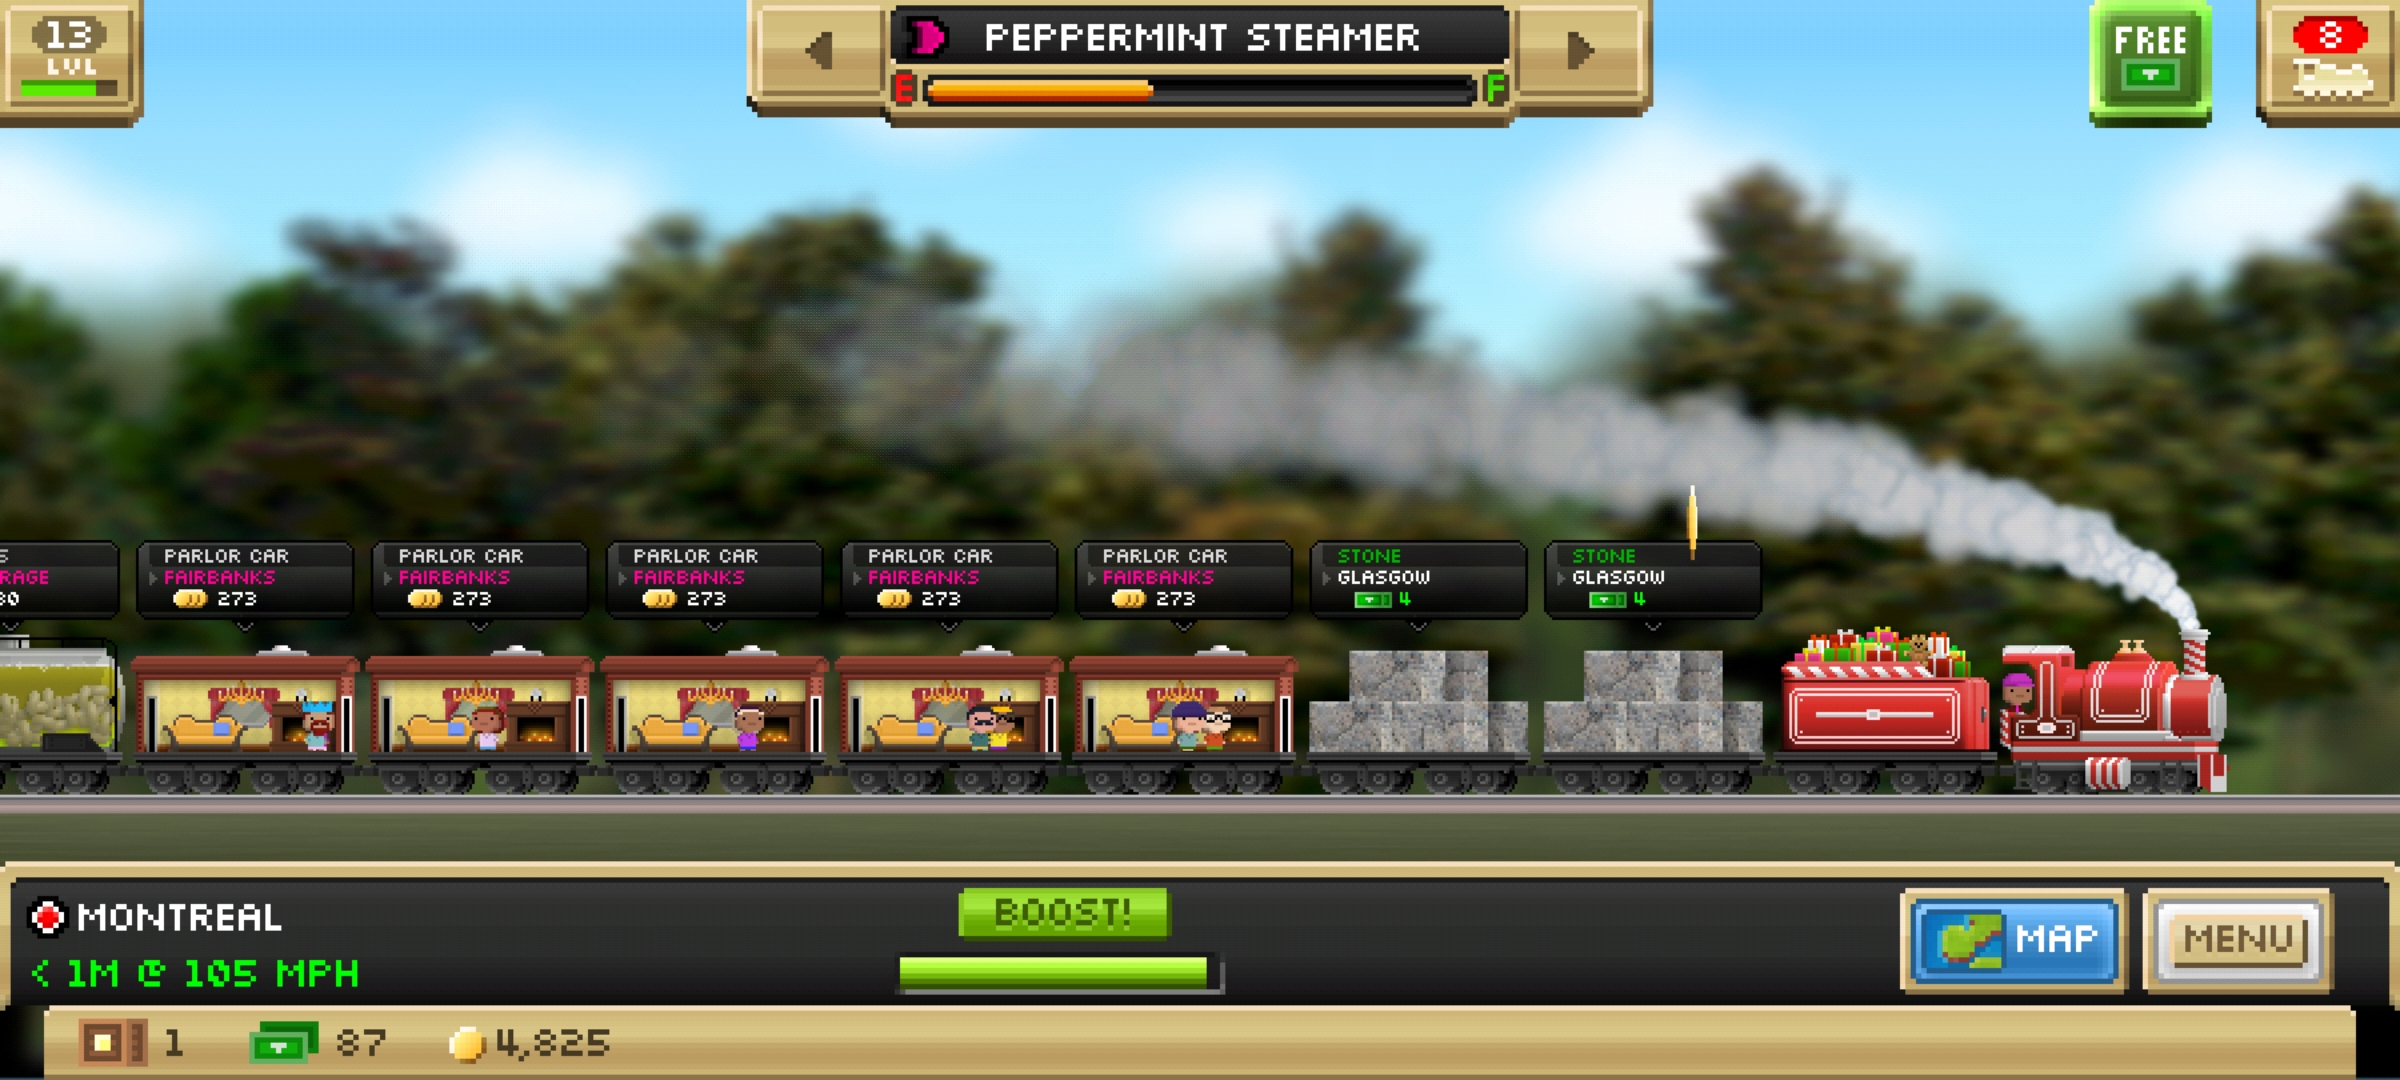 13
LVL
PEPPERMINT STEAMER
E F
FREE
8
PARLOR CAR
FAIRBANKS
273
PARLOR CAR
FAIRBANKS
273
PARLOR CAR
FAIRBANKS
273
PARLOR CAR
FAIRBANKS
273
PARLOR CAR
FAIRBANKS
273
STONE
GLASGOW
4
STONE
GLASGOW
4
MONTREAL
< 1M @ 105 MPH
BOOST!
MAP
MENU
1
87
4,825